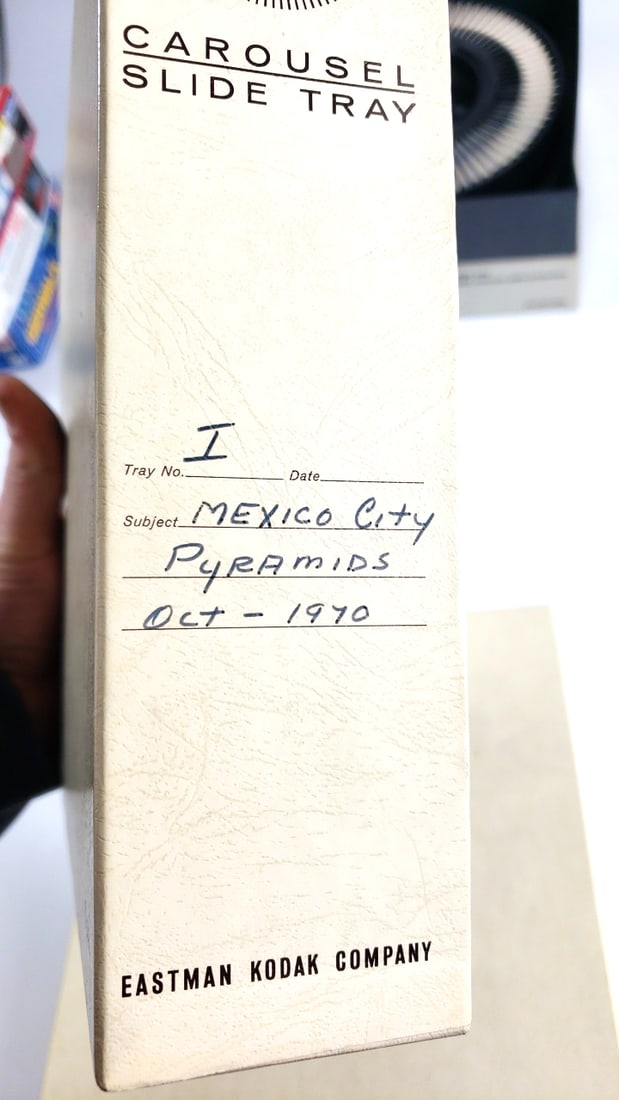 CAROUSEL
SLIDE TRAY
Tray No. I Date
Subject MEXICO City
PyRAmIDS
Oct - 1970
EASTMAN KODAK COMPANY